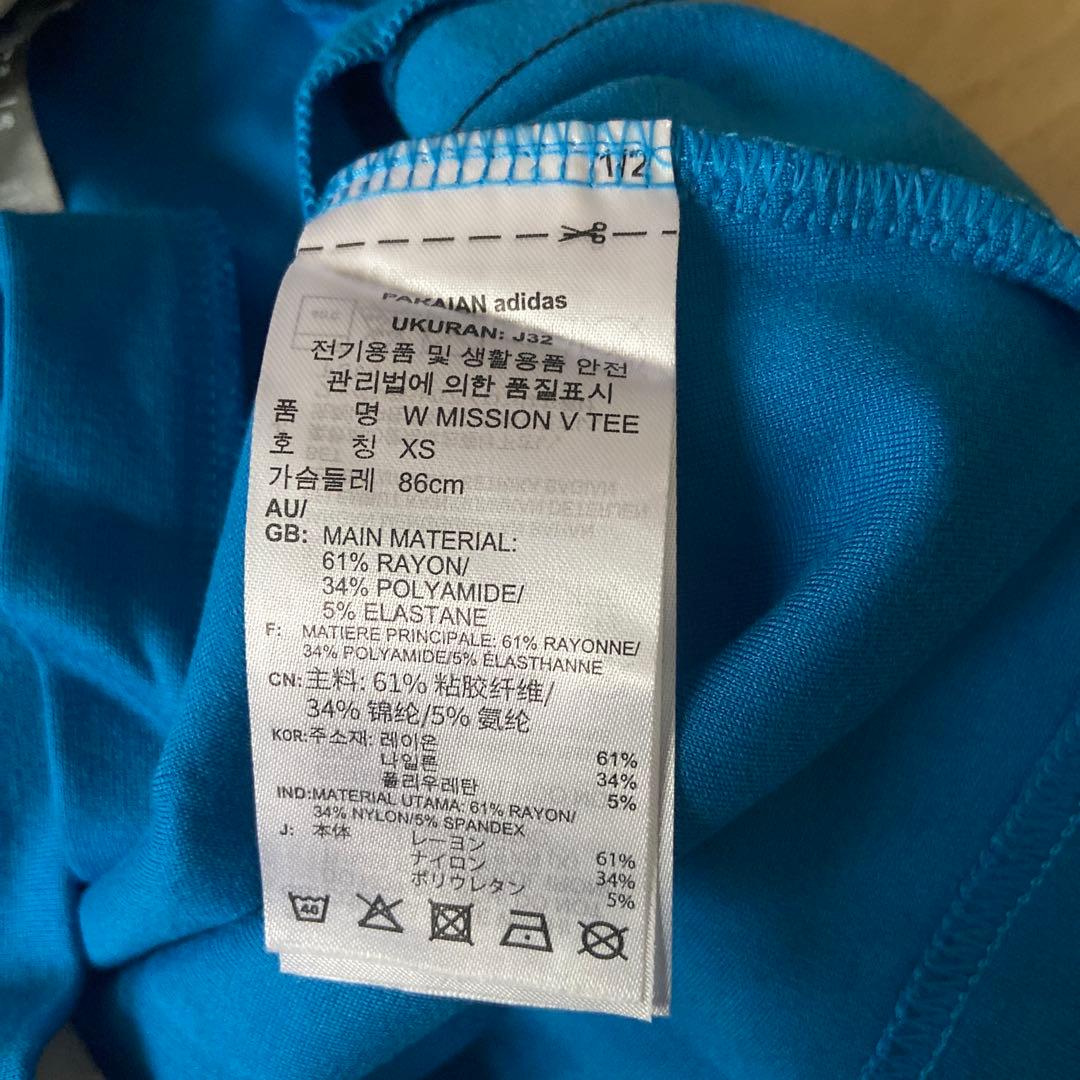 1/2
PAKAIAN adidas
UKURAN: J32
전기용품 및 생활용품 안전
관리법에 의한 품질표시
품 명 W MISSION V TEE
호 칭 XS
가슴둘레 86cm
AU/
GB: MAIN MATERIAL:
61% RAYON/
34% POLYAMIDE/
5% ELASTANE
F: MATIERE PRINCIPALE: 61% RAYONNE/
34% POLYAMIDE/5% ÉLASTHANNE
CN: 主料: 61% 粘胶纤维/
34% 锦纶/5% 氨纶
KOR: 주소재: 레이온 61%
나일론 34%
폴리우레탄 5%
IND: MATERIAL UTAMA: 61% RAYON/
34% NYLON/5% SPANDEX
J: 本体 レーヨン 61%
ナイロン 34%
ポリウレタン 5%
40